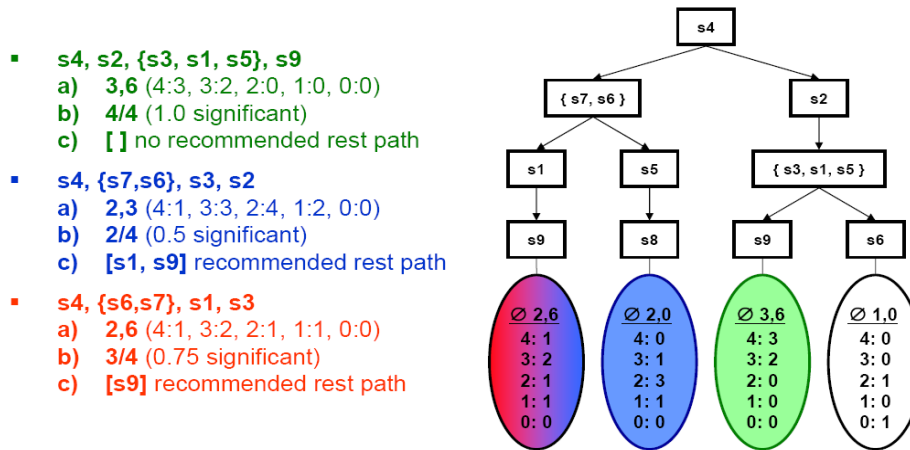 ▪ s4, s2, {s3, s1, s5}, s9
a) 3,6 (4:3, 3:2, 2:0, 1:0, 0:0)
b) 4/4 (1.0 significant)
c) [ ] no recommended rest path
▪ s4, {s7,s6}, s3, s2
a) 2,3 (4:1, 3:3, 2:4, 1:2, 0:0)
b) 2/4 (0.5 significant)
c) [s1, s9] recommended rest path
▪ s4, {s6,s7}, s1, s3
a) 2,6 (4:1, 3:2, 2:1, 1:1, 0:0)
b) 3/4 (0.75 significant)
c) [s9] recommended rest path
s4
{ s7, s6 }
s2
s1
s5
{ s3, s1, s5 }
s9
s8
s9
s6
∅ 2,6
4: 1
3: 2
2: 1
1: 1
0: 0
∅ 2,0
4: 0
3: 1
2: 3
1: 1
0: 0
∅ 3,6
4: 3
3: 2
2: 0
1: 0
0: 0
∅ 1,0
4: 0
3: 0
2: 1
1: 0
0: 1